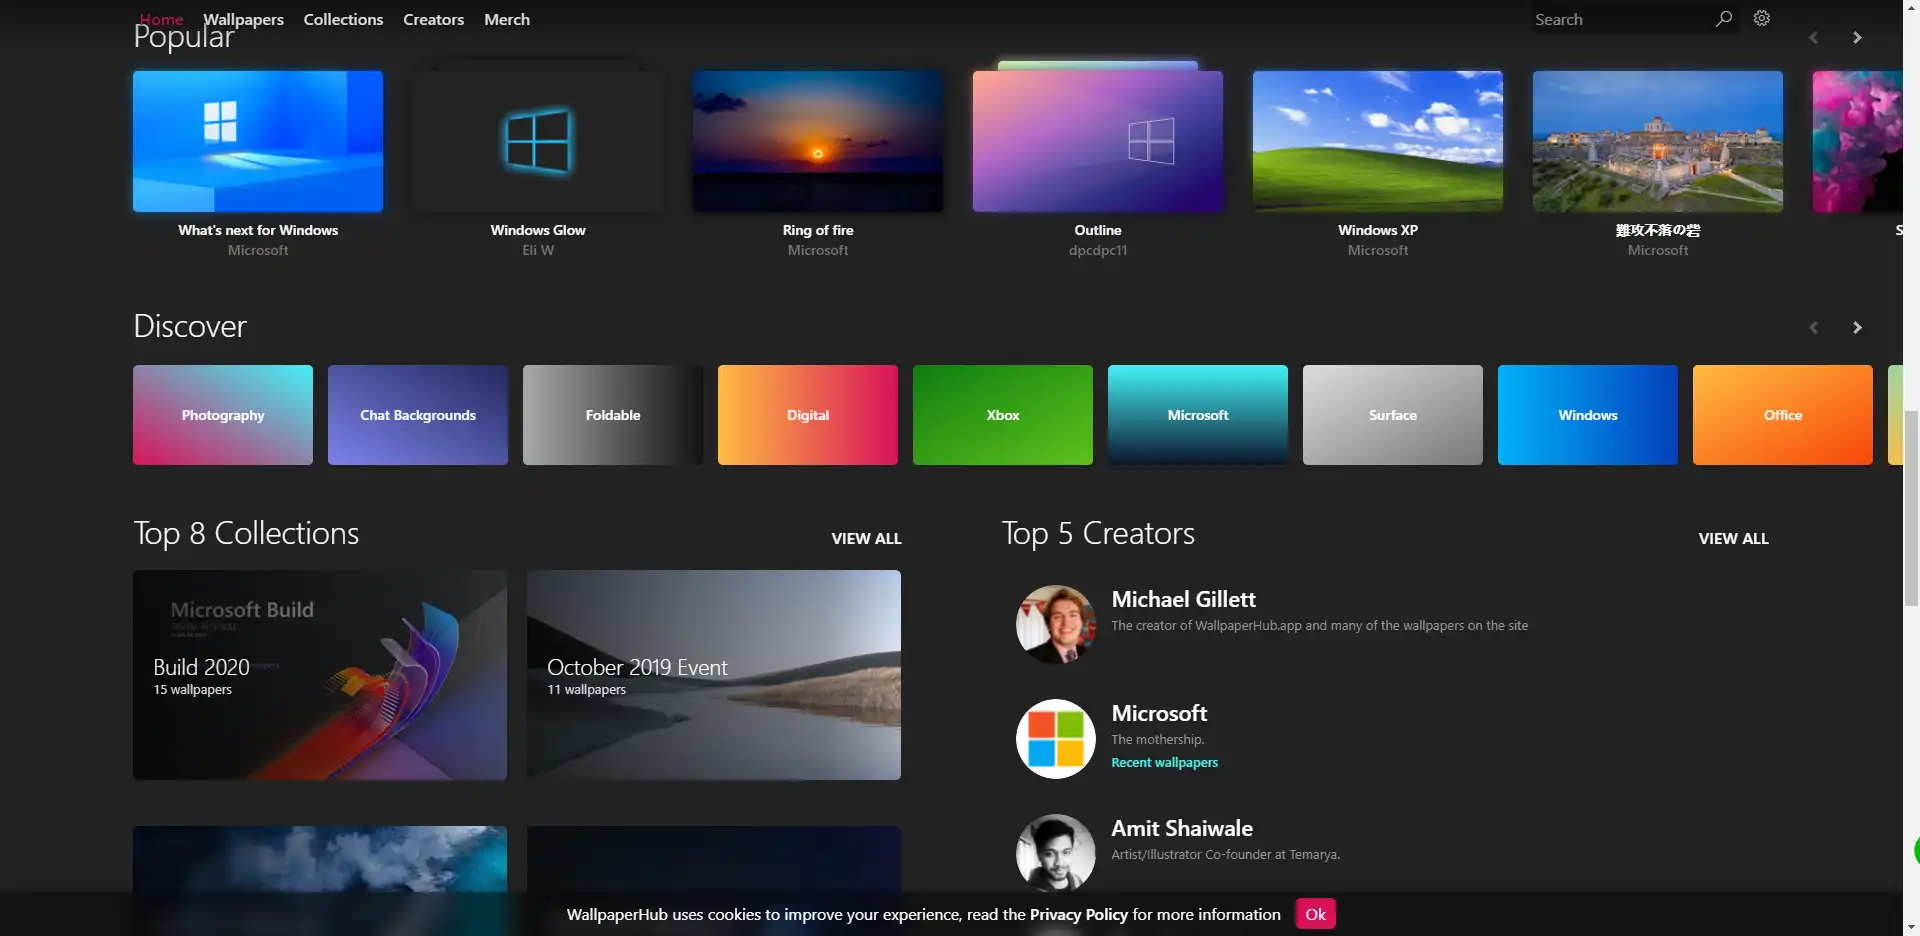 Home Wallpapers Collections Creators Merch
Search
Popular
What's next for Windows
Microsoft
Windows Glow
Eli W
Ring of fire
Microsoft
Outline
dpcdpc11
Windows XP
Microsoft
難攻不落の砦
Microsoft
S
Discover
Photography
Chat Backgrounds
Foldable
Digital
Xbox
Microsoft
Surface
Windows
Office
Top 8 Collections
VIEW ALL
Microsoft Build
Build 2020
15 wallpapers
October 2019 Event
11 wallpapers
Top 5 Creators
VIEW ALL
Michael Gillett
The creator of WallpaperHub.app and many of the wallpapers on the site
Microsoft
The mothership.
Recent wallpapers
Amit Shaiwale
Artist/Illustrator Co-founder at Temarya.
WallpaperHub uses cookies to improve your experience, read the Privacy Policy for more information
Ok